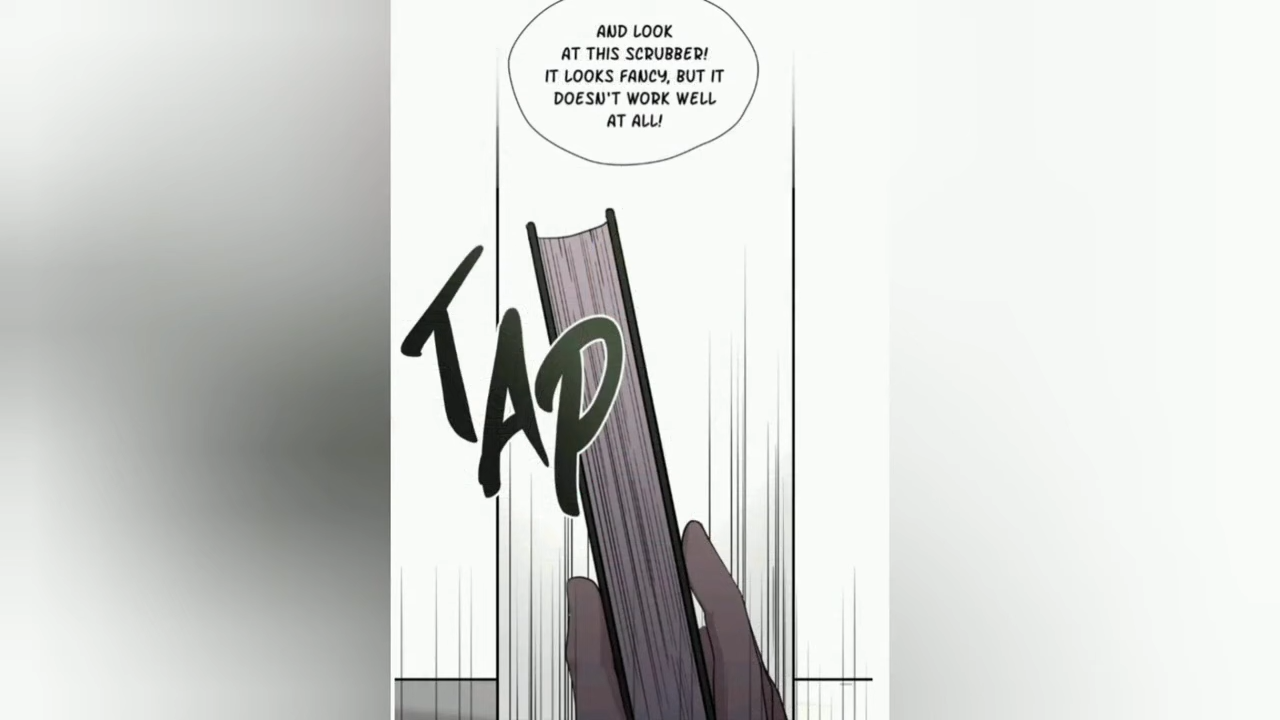 AND LOOK
AT THIS SCRUBBER!
IT LOOKS FANCY, BUT IT
DOESN'T WORK WELL
AT ALL!
TAP